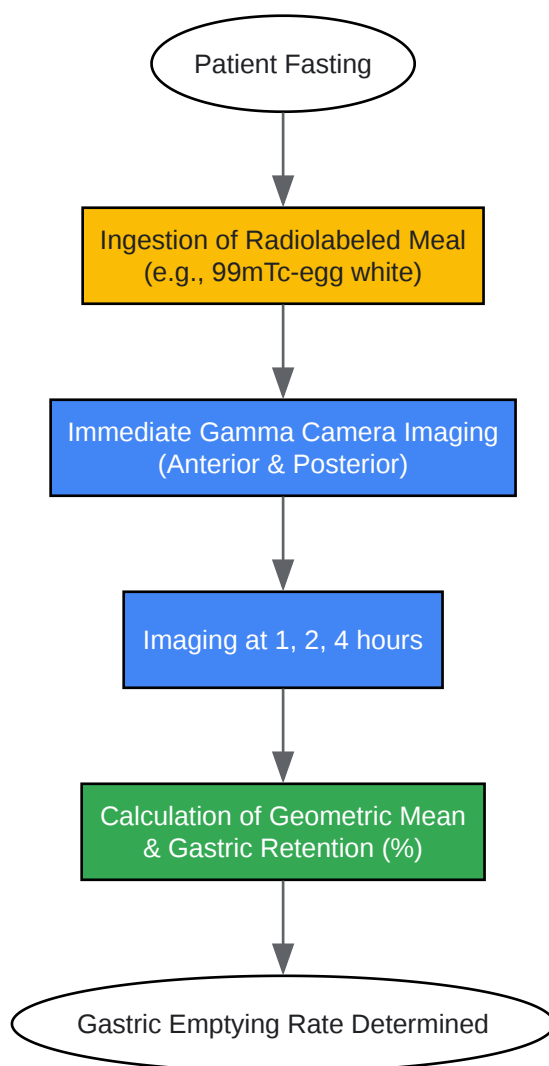 Patient Fasting
Ingestion of Radiolabeled Meal
(e.g., 99mTc-egg white)
Immediate Gamma Camera Imaging
(Anterior & Posterior)
Imaging at 1, 2, 4 hours
Calculation of Geometric Mean
& Gastric Retention (%)
Gastric Emptying Rate Determined